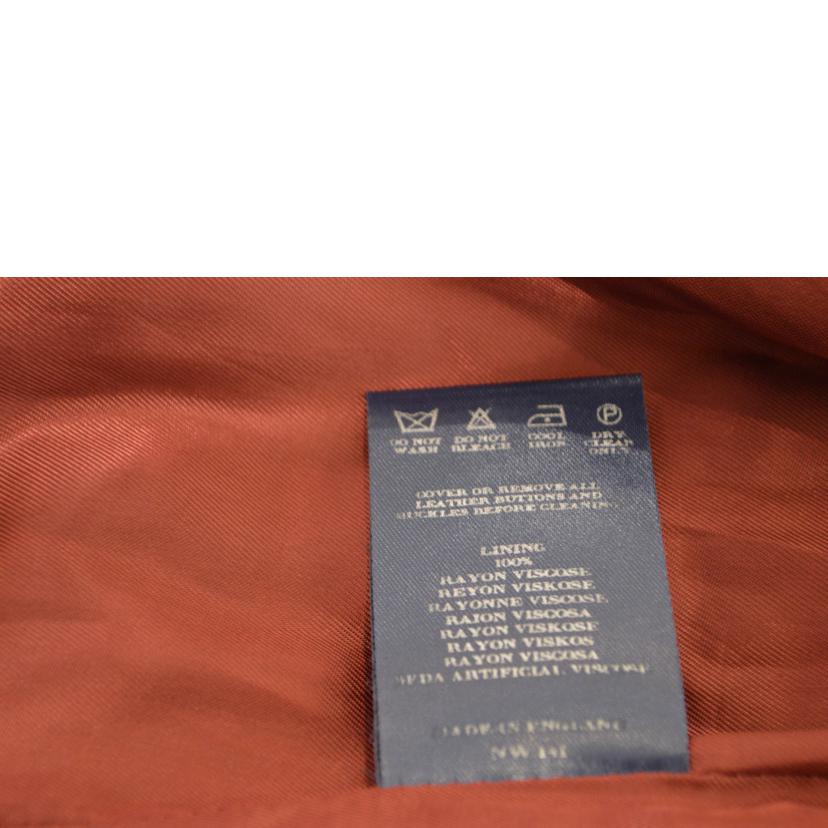 DO NOT WASH
DO NOT BLEACH
COOL IRON
P
DRY CLEAN ONLY
COVER OR REMOVE ALL
LEATHER BUTTONS AND
BUCKLES BEFORE CLEANING
LINING
100%
RAYON VISCOSE
REYON VISKOSE
RAYONNE VISCOSE
RAION VISCOSA
RAYON VISKOSE
RAYON VISKOS
RAYON VISCOSA
SEDA ARTIFICIAL VISCOSE
MADE IN ENGLAND